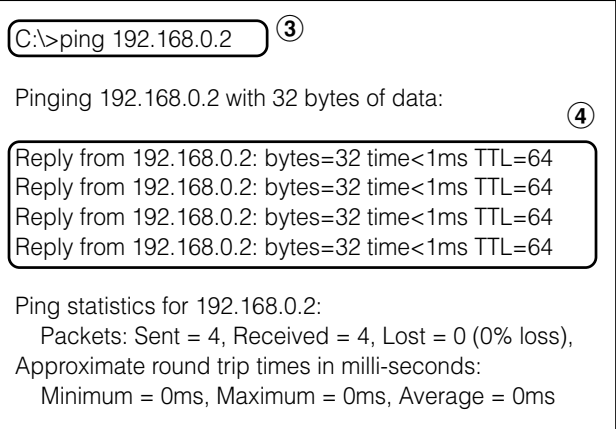 C:\>ping 192.168.0.2 ③
Pinging 192.168.0.2 with 32 bytes of data:
④
Reply from 192.168.0.2: bytes=32 time<1ms TTL=64
Reply from 192.168.0.2: bytes=32 time<1ms TTL=64
Reply from 192.168.0.2: bytes=32 time<1ms TTL=64
Reply from 192.168.0.2: bytes=32 time<1ms TTL=64
Ping statistics for 192.168.0.2:
Packets: Sent = 4, Received = 4, Lost = 0 (0% loss),
Approximate round trip times in milli-seconds:
Minimum = 0ms, Maximum = 0ms, Average = 0ms